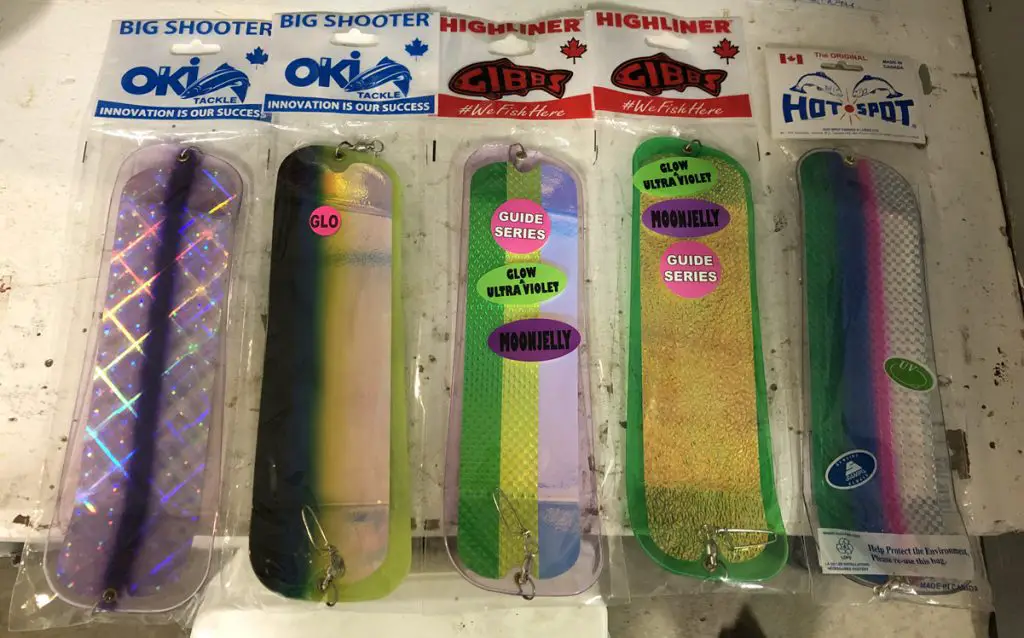 BIG SHOOTER
OKI
TACKLE
INNOVATION IS OUR SUCCESS
BIG SHOOTER
OKI
TACKLE
INNOVATION IS OUR SUCCESS
GLO
HIGHLINER
GIBBS
#WeFishHere
GUIDE
SERIES
GLOW
&
ULTRA VIOLET
MOONJELLY
HIGHLINER
GIBBS
#WeFishHere
GLOW
&
ULTRA VIOLET
MOONJELLY
GUIDE
SERIES
The ORIGINAL
MADE IN
CANADA
HOT SPOT
UV
Help Protect the Environment,
Please re-use this bag.
MADE IN CANADA